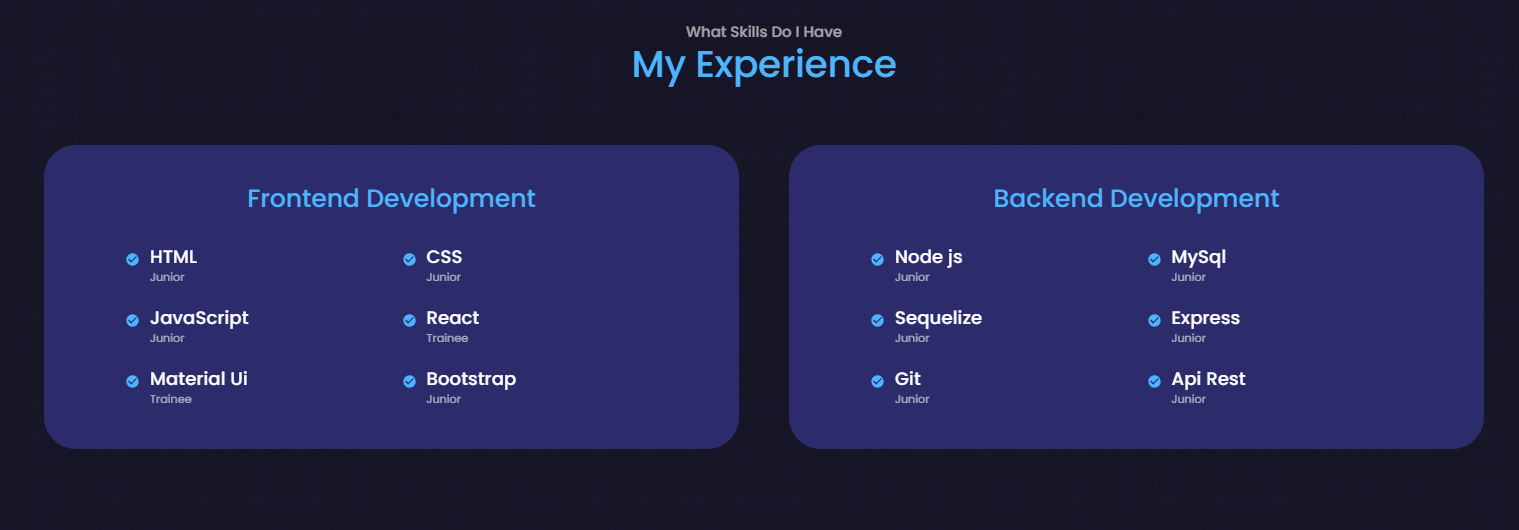 What Skills Do I Have
My Experience
Frontend Development
HTML
Junior
CSS
Junior
JavaScript
Junior
React
Trainee
Material Ui
Trainee
Bootstrap
Junior
Backend Development
Node js
Junior
MySql
Junior
Sequelize
Junior
Express
Junior
Git
Junior
Api Rest
Junior